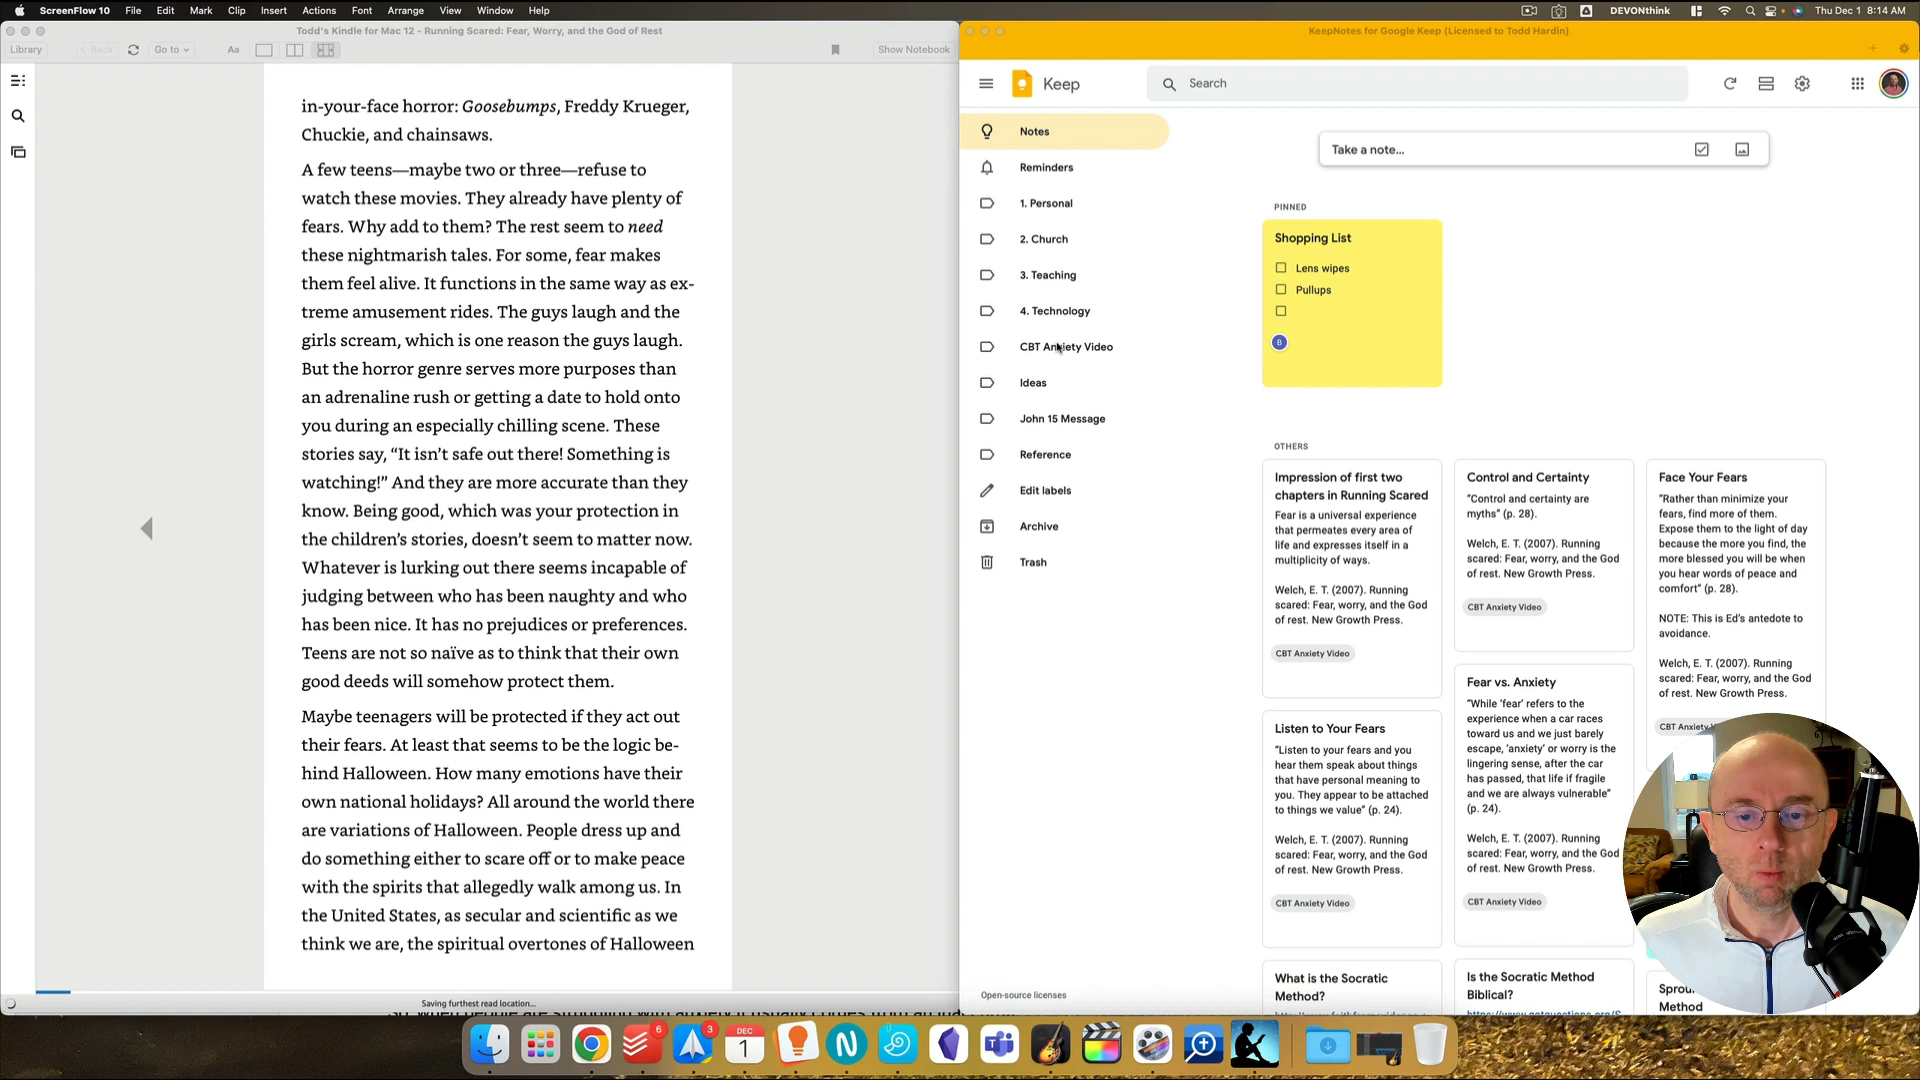 ScreenFlow 10 File Edit Mark Clip Insert Actions Font Arrange View Window Help
DEVONthink Thu Dec 1 8:14 AM
Todd's Kindle for Mac 12 - Running Scared: Fear, Worry, and the God of Rest
Library Back Go to Aa Show Notebook
in-your-face horror: Goosebumps, Freddy Krueger,
Chuckie, and chainsaws.
A few teens—maybe two or three—refuse to
watch these movies. They already have plenty of
fears. Why add to them? The rest seem to need
these nightmarish tales. For some, fear makes
them feel alive. It functions in the same way as ex-
treme amusement rides. The guys laugh and the
girls scream, which is one reason the guys laugh.
But the horror genre serves more purposes than
an adrenaline rush or getting a date to hold onto
you during an especially chilling scene. These
stories say, “It isn’t safe out there! Something is
watching!” And they are more accurate than they
know. Being good, which was your protection in
the children’s stories, doesn’t seem to matter now.
Whatever is lurking out there seems incapable of
judging between who has been naughty and who
has been nice. It has no prejudices or preferences.
Teens are not so naïve as to think that their own
good deeds will somehow protect them.
Maybe teenagers will be protected if they act out
their fears. At least that seems to be the logic be-
hind Halloween. How many emotions have their
own national holidays? All around the world there
are variations of Halloween. People dress up and
do something either to scare off or to make peace
with the spirits that allegedly walk among us. In
the United States, as secular and scientific as we
think we are, the spiritual overtones of Halloween
Saving furthest read location...
KeepNotes for Google Keep (Licensed to Todd Hardin)
Keep
Search
Notes
Reminders
1. Personal
2. Church
3. Teaching
4. Technology
CBT Anxiety Video
Ideas
John 15 Message
Reference
Edit labels
Archive
Trash
Open-source licenses
Take a note...
PINNED
Shopping List
Lens wipes
Pullups
B
OTHERS
Impression of first two
chapters in Running Scared
Fear is a universal experience
that permeates every area of
life and expresses itself in a
multiplicity of ways.
Welch, E. T. (2007). Running
scared: Fear, worry, and the God
of rest. New Growth Press.
CBT Anxiety Video
Listen to Your Fears
“Listen to your fears and you
hear them speak about things
that have personal meaning to
you. They appear to be attached
to things we value” (p. 24).
Welch, E. T. (2007). Running
scared: Fear, worry, and the God
of rest. New Growth Press.
CBT Anxiety Video
What is the Socratic
Method?
Control and Certainty
“Control and certainty are
myths” (p. 28).
Welch, E. T. (2007). Running
scared: Fear, worry, and the God
of rest. New Growth Press.
CBT Anxiety Video
Fear vs. Anxiety
“While ‘fear’ refers to the
experience when a car races
toward us and we just barely
escape, ‘anxiety’ or worry is the
lingering sense, after the car
has passed, that life if fragile
and we are always vulnerable”
(p. 24).
Welch, E. T. (2007). Running
scared: Fear, worry, and the God
of rest. New Growth Press.
CBT Anxiety Video
Is the Socratic Method
Biblical?
Face Your Fears
“Rather than minimize your
fears, find more of them.
Expose them to the light of day
because the more you find, the
more blessed you will be when
you hear words of peace and
comfort” (p. 28).
NOTE: This is Ed’s antedote to
avoidance.
Welch, E. T. (2007). Running
scared: Fear, worry, and the God
of rest. New Growth Press.
CBT Anxiety
Method
6 3 DEC 1